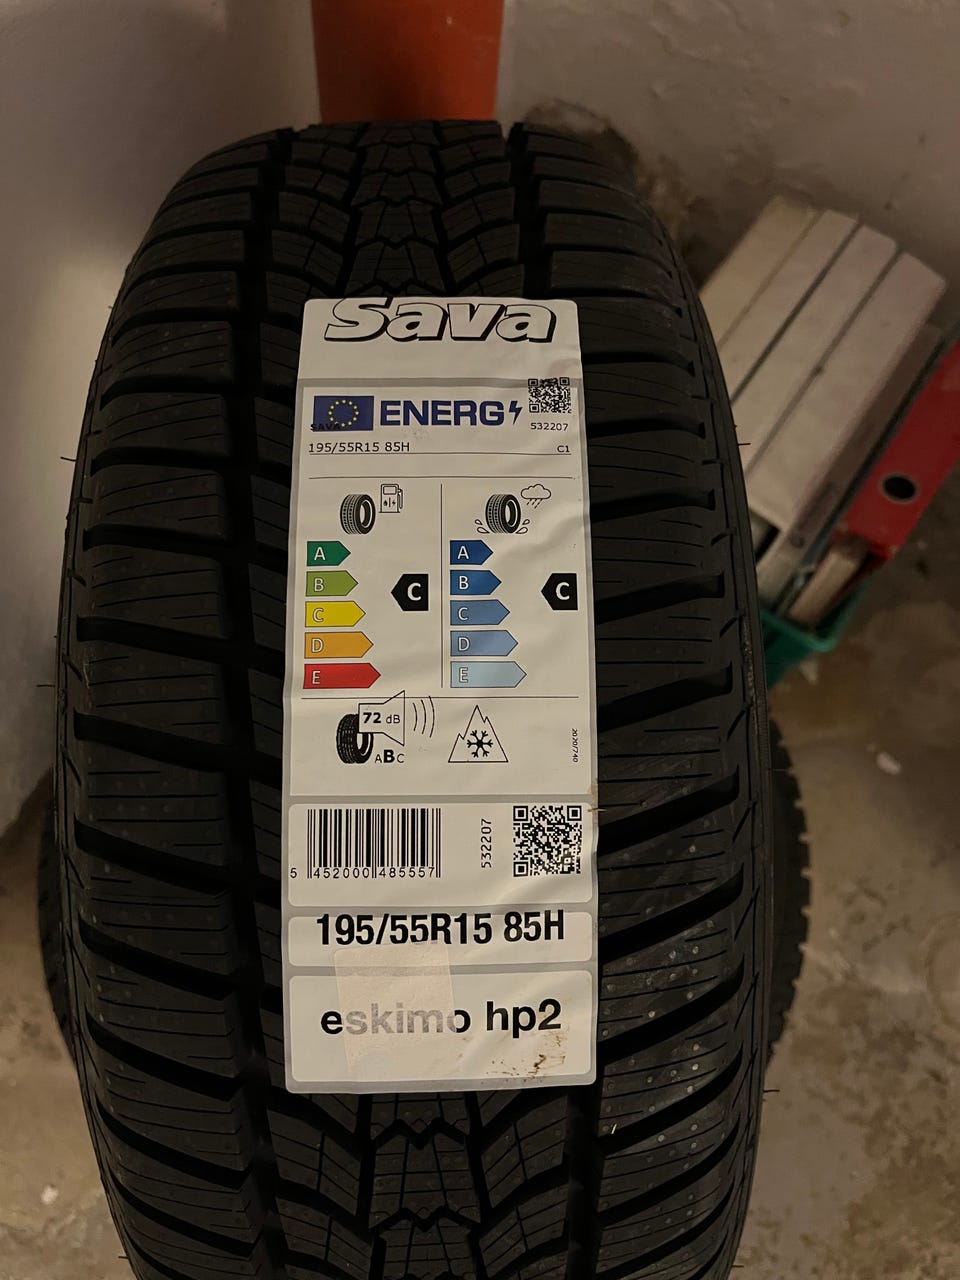 Sava
ENERG
SAVA
532207
195/55R15 85H
C1
A
B
C
D
E
C
A
B
C
D
E
C
72 dB
ABC
2020/740
5 452000 485557
532207
195/55R15 85H
eskimo hp2